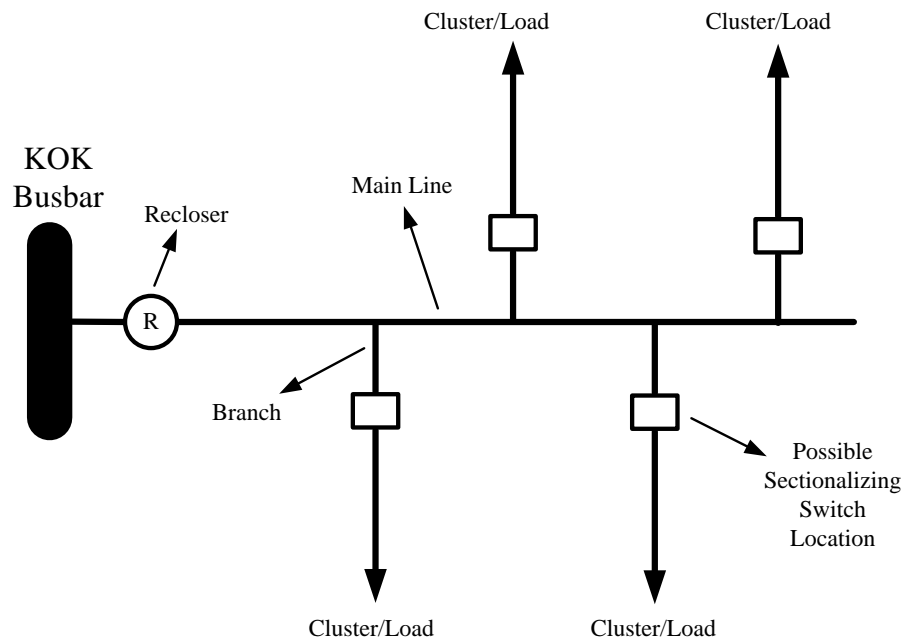 Cluster/Load
Cluster/Load
KOK
Busbar
Main Line
Recloser
R
Branch
Possible
Sectionalizing
Switch
Location
Cluster/Load
Cluster/Load